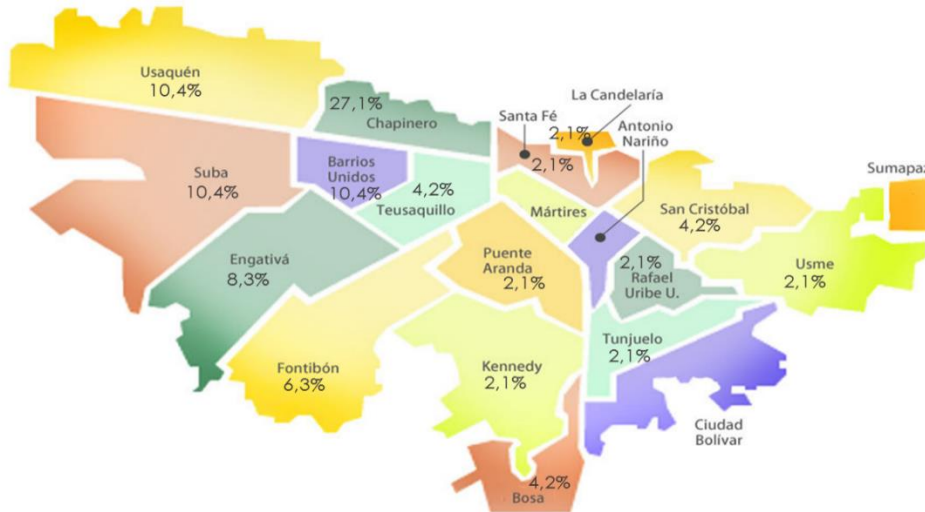 Usaquén
10,4%
27,1%
Chapinero
La Candelaría
Santa Fé
2,1%
Antonio
Nariño
2,1%
Sumapaz
Suba
10,4%
Barrios
Unidos
10,4%
4,2%
Teusaquillo
Mártires
San Cristóbal
4,2%
Engativá
8,3%
Puente
Aranda
2,1%
2,1%
Rafael
Uribe U.
Usme
2,1%
Fontibón
6,3%
Kennedy
2,1%
Tunjuelo
2,1%
Ciudad
Bolívar
4,2%
Bosa